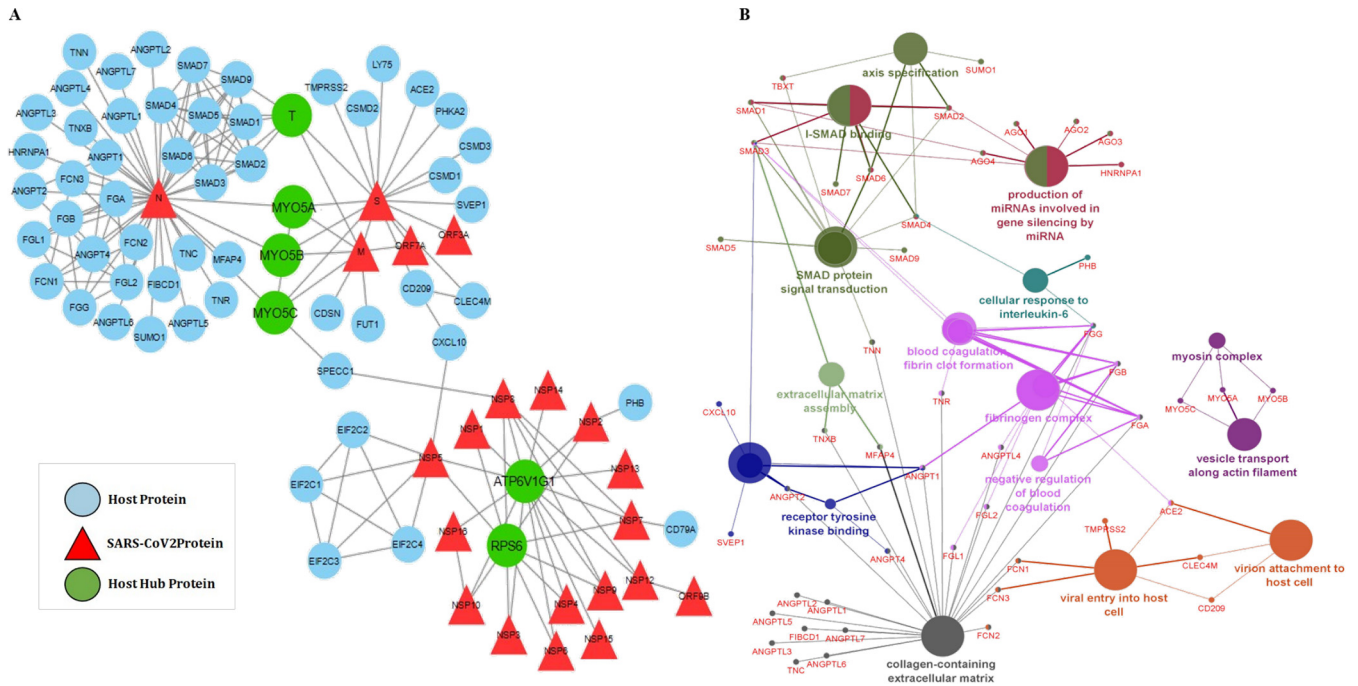 A
TNN
ANGPTL2
ANGPTL7
SMAD7
SMAD9
ANGPTL4
SMAD4
ANGPTL3
ANGPTL1
SMAD5
SMAD1
T
TNXB
HNRNPA1
ANGPT1
SMAD6
SMAD2
FCN3
SMAD3
ANGPT2
FGA
N
FGB
FGL1
FCN2
ANGPT4
TNC
MFAP4
FCN1
FGL2
FIBCD1
FGG
TNR
ANGPTL6
SUMO1
ANGPTL5
LY75
TMPRSS2
ACE2
CSMD2
PHKA2
CSMD3
CSMD1
S
SVEP1
MYO5A
ORF3A
M
ORF7A
MYO5B
CD209
CLEC4M
MYO5C
CDSN
FUT1
CXCL10
SPECC1
NSP14
NSP3
NSP2
PHB
NSP1
EIF2C2
NSP5
NSP13
EIF2C1
ATP6V1G1
NSP7
CD79A
NSP16
EIF2C4
RPS6
EIF2C3
NSP12
NSP9
ORF9B
NSP10
NSP4
NSP3
NSP6
NSP15
Host Protein
SARS-CoV2Protein
Host Hub Protein
B
axis specification
SUMO1
TBXT
SMAD1
SMAD2
I-SMAD binding
AGO1
AGO2
AGO3
SMAD3
AGO4
HNRNPA1
SMAD6
SMAD7
production of
miRNAs involved in
gene silencing by
miRNA
SMAD4
SMAD5
SMAD9
SMAD protein
signal transduction
PHB
cellular response to
interleukin-6
FGG
TNN
blood coagulation
fibrin clot formation
myosin complex
FGB
extracellular matrix
assembly
TNR
MYO5C
MYO5A
MYO5B
CXCL10
fibrinogen complex
FGA
TNXB
MFAP4
ANGPTL4
vesicle transport
along actin filament
ANGPT1
negative regulation
of blood
coagulation
ANGPT2
receptor tyrosine
kinase binding
FGL2
ACE2
TMPRSS2
SVEP1
ANGPT4
FGL1
FCN1
CLEC4M
virion attachment to
host cell
FCN3
viral entry into host
cell
CD209
ANGPTL2
ANGPTL1
ANGPTL5
FIBCD1
ANGPTL7
FCN2
ANGPTL3
ANGPTL6
TNC
collagen-containing
extracellular matrix